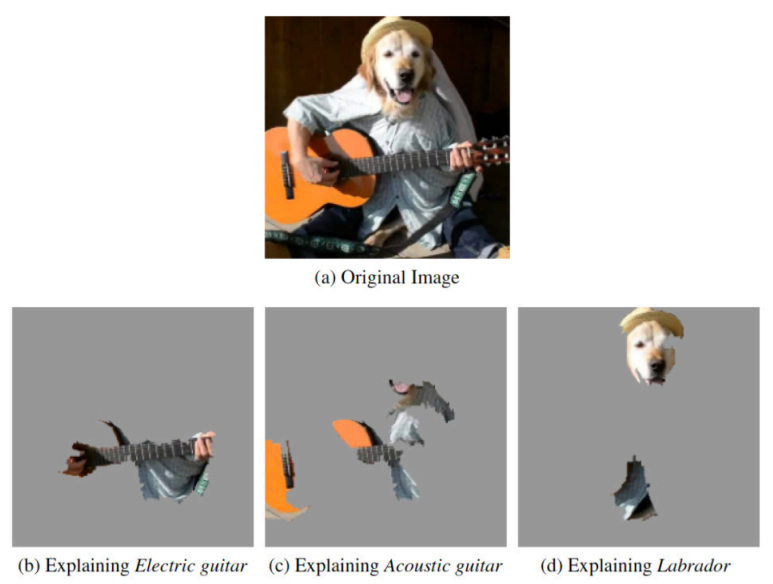 (a) Original Image
(b) Explaining Electric guitar
(c) Explaining Acoustic guitar
(d) Explaining Labrador